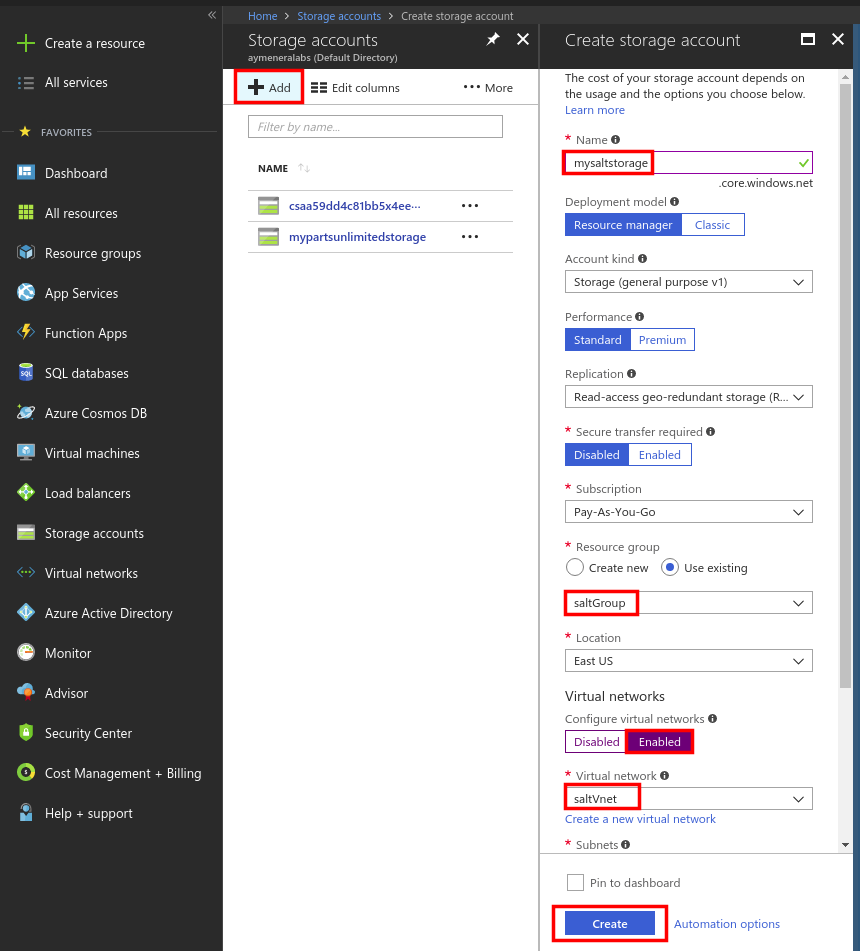 «
Home > Storage accounts > Create storage account
Create a resource
All services
FAVORITES
Dashboard
All resources
Resource groups
App Services
Function Apps
SQL
SQL databases
Azure Cosmos DB
Virtual machines
Load balancers
Storage accounts
Virtual networks
Azure Active Directory
Monitor
Advisor
Security Center
Cost Management + Billing
Help + support
Storage accounts
aymeneralabs (Default Directory)
Add
Edit columns
••• More
Filter by name...
NAME
csaa59dd4c81bb5x4ee··· •••
mypartsunlimitedstorage •••
Create storage account
The cost of your storage account depends on
the usage and the options you choose below.
Learn more
* Name
mysaltstorage
.core.windows.net
Deployment model
Resource manager Classic
Account kind
Storage (general purpose v1)
Performance
Standard Premium
Replication
Read-access geo-redundant storage (R...
* Secure transfer required
Disabled Enabled
* Subscription
Pay-As-You-Go
* Resource group
Create new Use existing
saltGroup
* Location
East US
Virtual networks
Configure virtual networks
Disabled Enabled
* Virtual network
saltVnet
Create a new virtual network
* Subnets
Pin to dashboard
Create Automation options